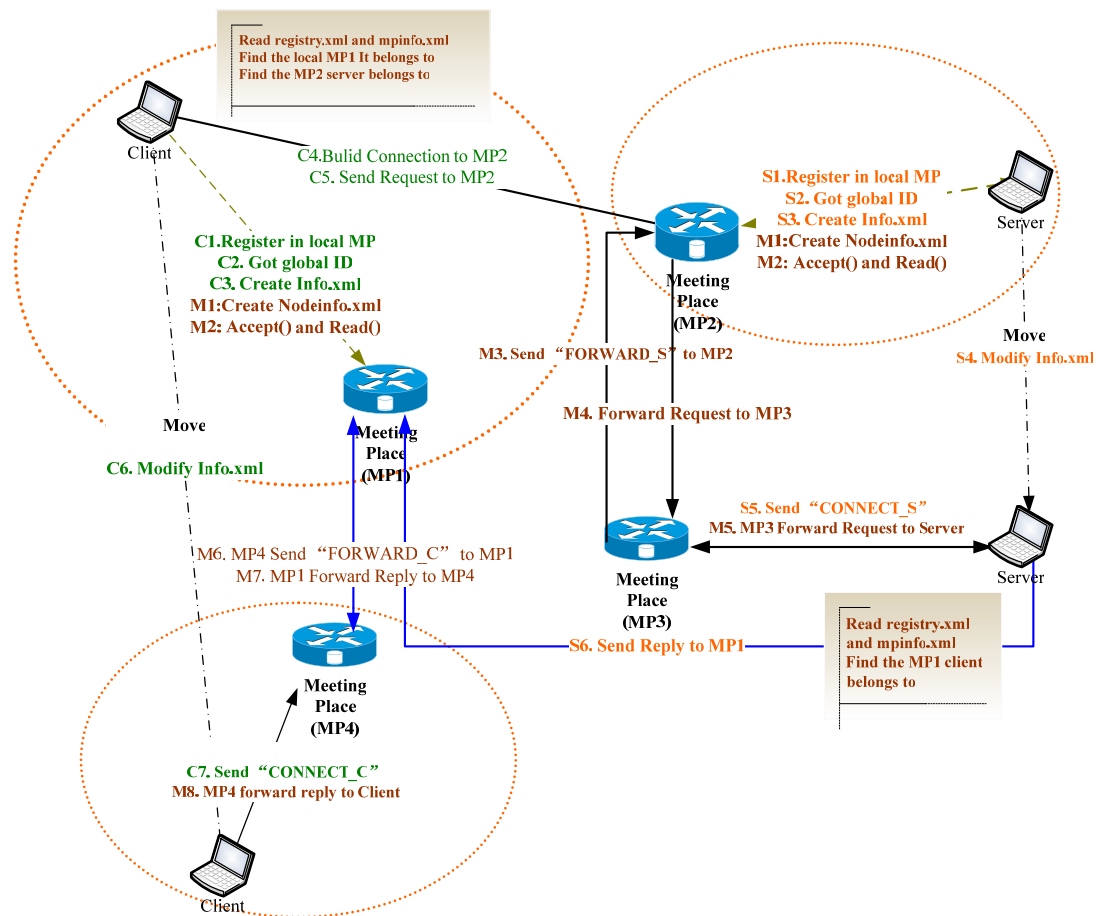 Read registry.xml and mpinfo.xml
Find the local MP1 It belongs to
Find the MP2 server belongs to
Client
C4.Bulid Connection to MP2
C5. Send Request to MP2
S1.Register in local MP
S2. Got global ID
S3. Create Info.xml
M1:Create Nodeinfo.xml
M2: Accept() and Read()
Server
C1.Register in local MP
C2. Got global ID
C3. Create Info.xml
M1:Create Nodeinfo.xml
M2: Accept() and Read()
Meeting
Place
(MP2)
Move
S4. Modify Info.xml
M3. Send “FORWARD_S” to MP2
M4. Forward Request to MP3
Meeting
Place
(MP1)
Move
C6. Modify Info.xml
S5. Send “CONNECT_S”
M5. MP3 Forward Request to Server
M6. MP4 Send “FORWARD_C” to MP1
M7. MP1 Forward Reply to MP4
Meeting
Place
(MP3)
Server
S6. Send Reply to MP1
Read registry.xml
and mpinfo.xml
Find the MP1 client
belongs to
Meeting
Place
(MP4)
C7. Send “CONNECT_C”
M8. MP4 forward reply to Client
Client